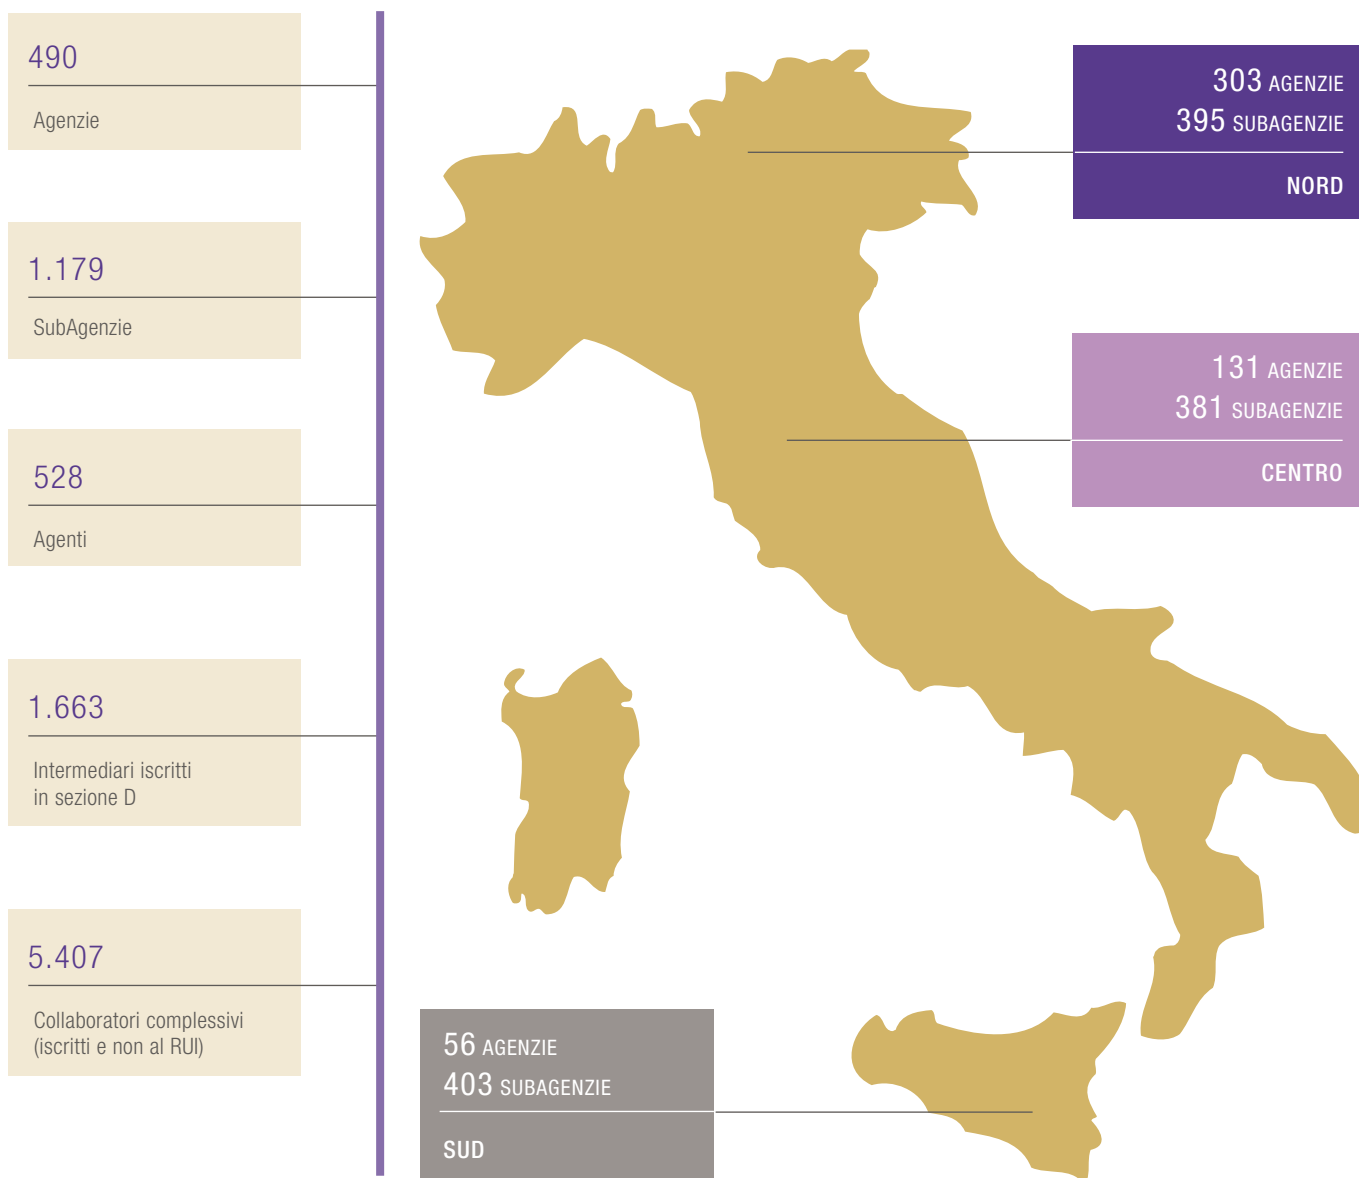 490
Agenzie
1.179
SubAgenzie
528
Agenti
1.663
Intermediari iscritti
in sezione D
5.407
Collaboratori complessivi
(iscritti e non al RUI)
303 AGENZIE
395 SUBAGENZIE
NORD
131 AGENZIE
381 SUBAGENZIE
CENTRO
56 AGENZIE
403 SUBAGENZIE
SUD